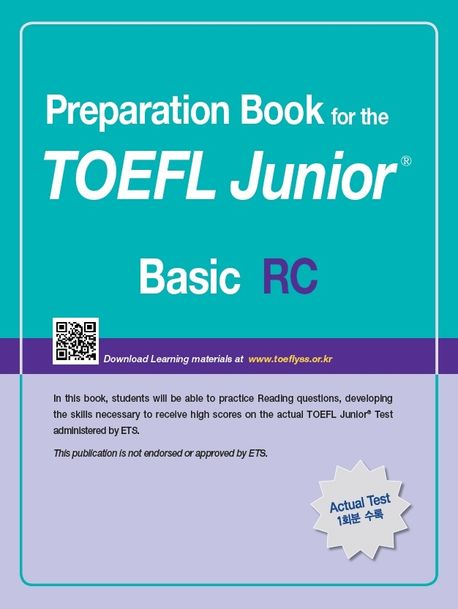 Preparation Book for the
TOEFL Junior®
Basic RC
Download Learning materials at www.toeflyss.or.kr
In this book, students will be able to practice Reading questions, developing
the skills necessary to receive high scores on the actual TOEFL Junior® Test
administered by ETS.
This publication is not endorsed or approved by ETS.
Actual Test
1회분 수록